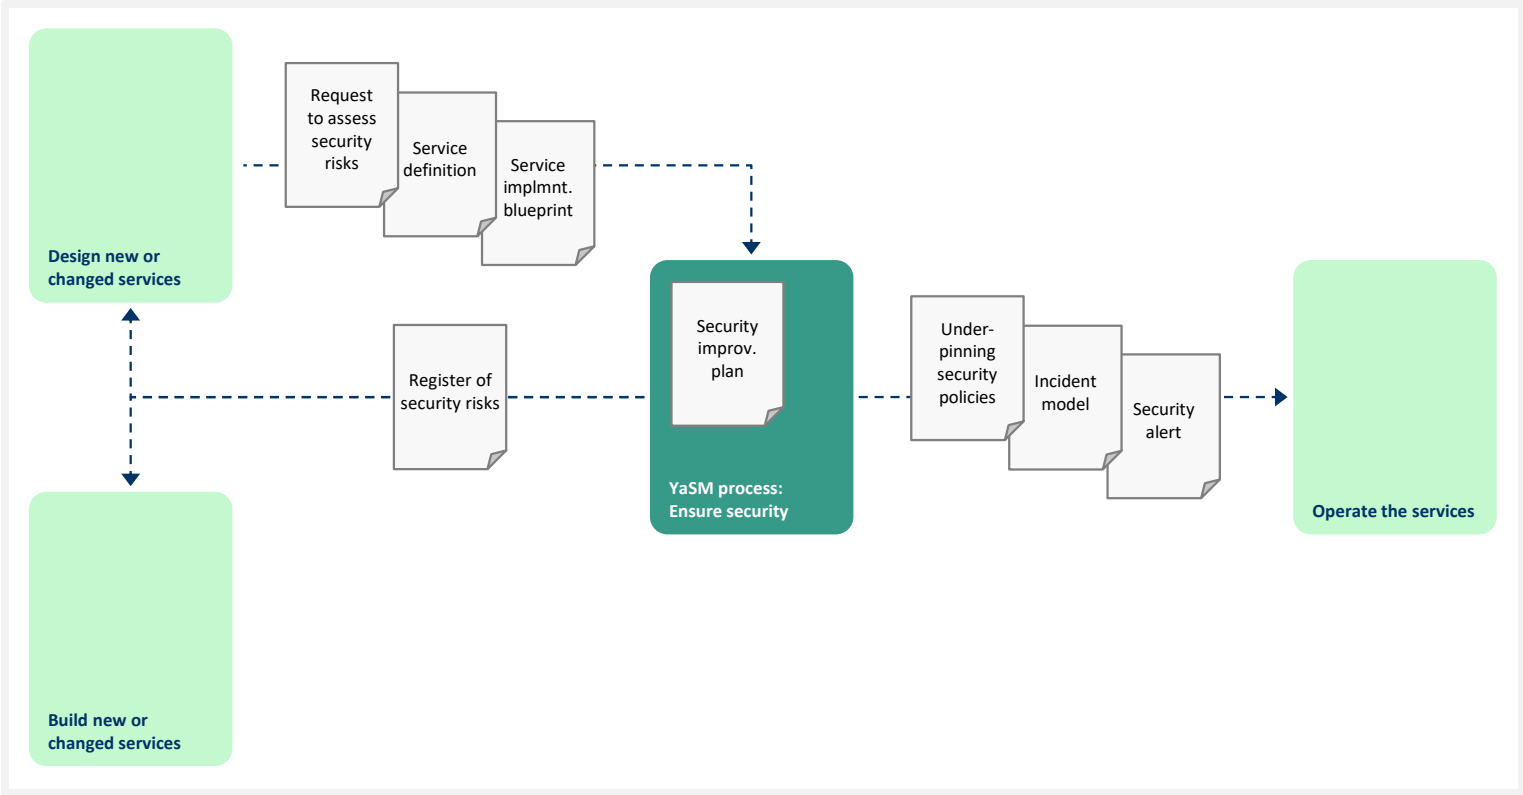 Request
to assess
security
risks
Service
definition
Service
implmnt.
blueprint
Design new or
changed services
Register of
security risks
Security
improv.
plan
YaSM process:
Ensure security
Under-
pinning
security
policies
Incident
model
Security
alert
Operate the services
Build new or
changed services